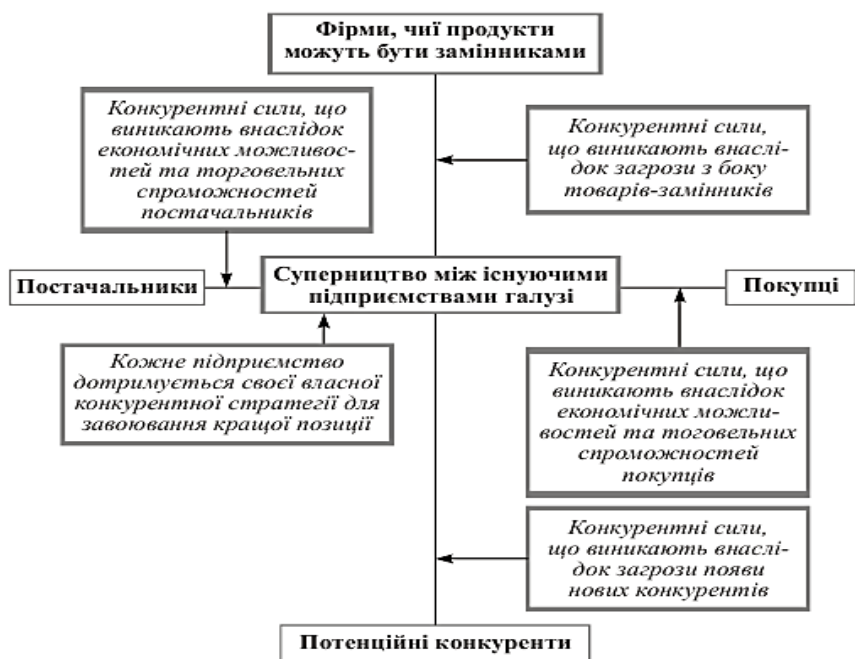 Фірми, чиї продукти
можуть бути замінниками
Конкурентні сили, що
виникають внаслідок
економічних можливос-
тей та торговельних
спроможностей
постачальників
Конкурентні сили,
що виникають внаслі-
док загрози з боку
товарів-замінників
Постачальники
Суперництво між існуючими
підприємствами галузі
Покупці
Кожне підприємство
дотримується своєї власної
конкурентної стратегії для
завоювання кращої позиції
Конкурентні сили, що
виникають внаслідок
економічних можли-
востей та тоговельних
спроможностей
покупців
Конкурентні сили,
що виникають внаслі-
док загрози появи
нових конкурентів
Потенційні конкуренти